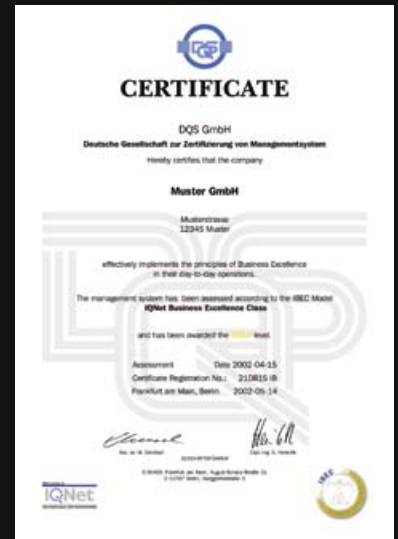 DQS
CERTIFICATE
DQS GmbH
Deutsche Gesellschaft zur Zertifizierung von Managementsystem
Hereby certifies that the company
Muster GmbH
Musterstrasse
12345 Muster
effectively implements the principles of Business Excellence
in their day-to-day operations.
The management system has been assessed according to the IBEC Model
IQNet Business Excellence Class
and has been awarded the level.
Assessment Date 2002-04-15
Certificate Registration No.: 210815 IB
Frankfurt am Main, Berlin 2002-05-14
IQNet
IBEC